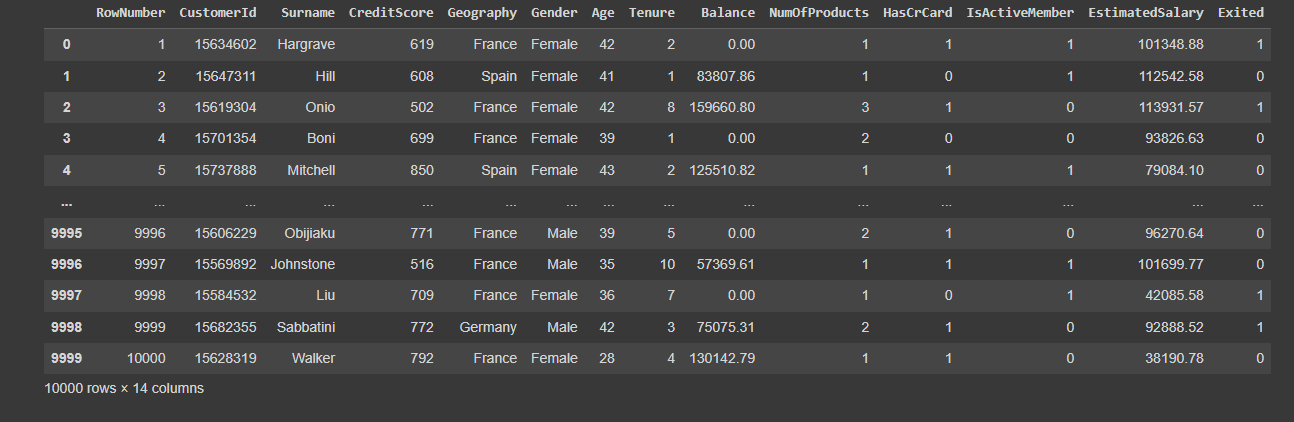 RowNumber CustomerId Surname CreditScore Geography Gender Age Tenure Balance NumOfProducts HasCrCard IsActiveMember EstimatedSalary Exited
0 1 15634602 Hargrave 619 France Female 42 2 0.00 1 1 1 101348.88 1
1 2 15647311 Hill 608 Spain Female 41 1 83807.86 1 0 1 112542.58 0
2 3 15619304 Onio 502 France Female 42 8 159660.80 3 1 0 113931.57 1
3 4 15701354 Boni 699 France Female 39 1 0.00 2 0 0 93826.63 0
4 5 15737888 Mitchell 850 Spain Female 43 2 125510.82 1 1 1 79084.10 0
... ... ... ... ... ... ... ... ... ... ... ... ... ... ...
9995 9996 15606229 Obijiaku 771 France Male 39 5 0.00 2 1 0 96270.64 0
9996 9997 15569892 Johnstone 516 France Male 35 10 57369.61 1 1 1 101699.77 0
9997 9998 15584532 Liu 709 France Female 36 7 0.00 1 0 1 42085.58 1
9998 9999 15682355 Sabbatini 772 Germany Male 42 3 75075.31 2 1 0 92888.52 1
9999 10000 15628319 Walker 792 France Female 28 4 130142.79 1 1 0 38190.78 0
10000 rows × 14 columns